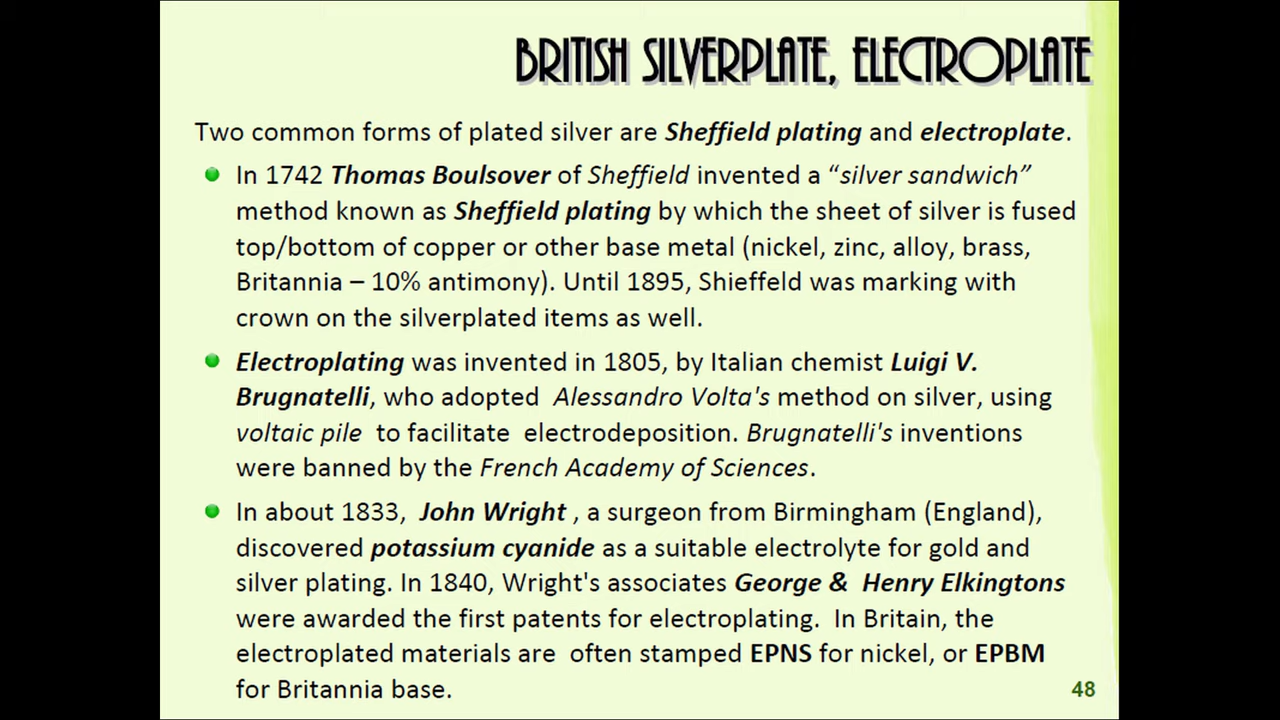 BRITISH SILVERPLATE, ELECTROPLATE
Two common forms of plated silver are Sheffield plating and electroplate.
In 1742 Thomas Boulsover of Sheffield invented a “silver sandwich”
method known as Sheffield plating by which the sheet of silver is fused
top/bottom of copper or other base metal (nickel, zinc, alloy, brass,
Britannia – 10% antimony). Until 1895, Shieffeld was marking with
crown on the silverplated items as well.
Electroplating was invented in 1805, by Italian chemist Luigi V.
Brugnatelli, who adopted Alessandro Volta's method on silver, using
voltaic pile to facilitate electrodeposition. Brugnatelli's inventions
were banned by the French Academy of Sciences.
In about 1833, John Wright , a surgeon from Birmingham (England),
discovered potassium cyanide as a suitable electrolyte for gold and
silver plating. In 1840, Wright's associates George & Henry Elkingtons
were awarded the first patents for electroplating. In Britain, the
electroplated materials are often stamped EPNS for nickel, or EPBM
for Britannia base.
48